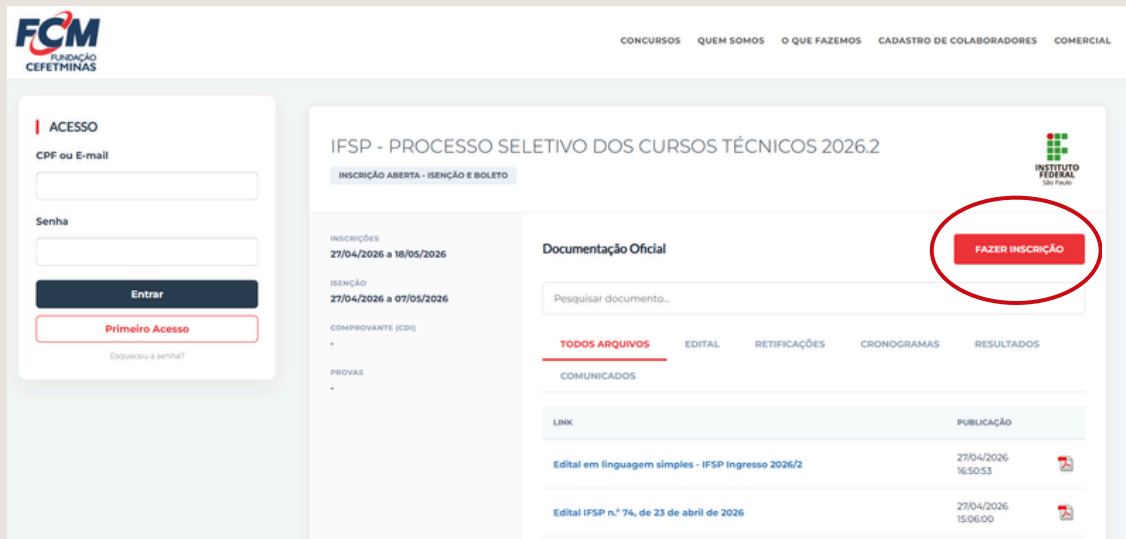 FCM
FUNDAÇÃO
CEFETMINAS
CONCURSOS QUEM SOMOS O QUE FAZEMOS CADASTRO DE COLABORADORES COMERCIAL
ACESSO
CPF ou E-mail
Senha
Entrar
Primeiro Acesso
Esqueceu a senha?
IFSP - PROCESSO SELETIVO DOS CURSOS TÉCNICOS 2026.2
INSCRIÇÃO ABERTA - ISENÇÃO E BOLETO
INSTITUTO
FEDERAL
São Paulo
INSCRIÇÕES
27/04/2026 a 18/05/2026
ISENÇÃO
27/04/2026 a 07/05/2026
COMPROVANTE (CDI)
-
PROVAS
-
Documentação Oficial
FAZER INSCRIÇÃO
Pesquisar documento...
TODOS ARQUIVOS EDITAL RETIFICAÇÕES CRONOGRAMAS RESULTADOS
COMUNICADOS
LINK PUBLICAÇÃO
Edital em linguagem simples - IFSP Ingresso 2026/2
27/04/2026
16:50:53
Edital IFSP n.º 74, de 23 de abril de 2026
27/04/2026
15:06:00